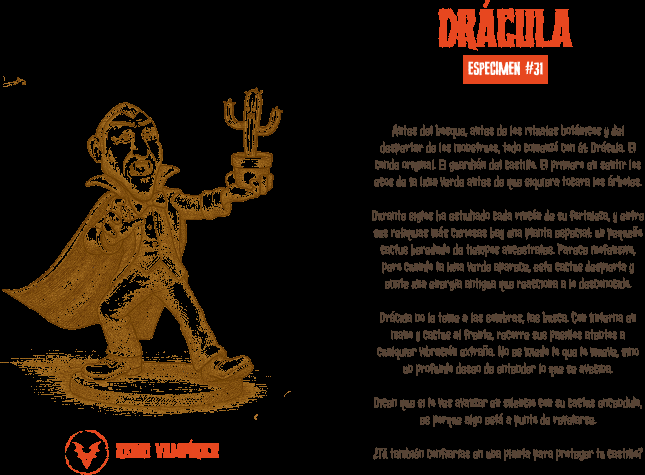 DRÁCULA
ESPECIMEN #31
Antes del bosque, antes de los rituales botánicos y del
despertar de los monstruos, todo comenzó con él: Drácula. El
conde original. El guardián del castillo. El primero en sentir los
ecos de la luna verde antes de que siquiera tocara los árboles.
Durante siglos ha estudiado cada rincón de su fortaleza, y entre
sus reliquias más curiosas hay una planta especial: un pequeño
cactus heredado de tiempos ancestrales. Parece inofensivo,
pero cuando la luna verde aparece, este cactus despierta y
emite una energía antigua que reacciona a lo desconocido.
Drácula no le teme a las sombras, las busca. Con linterna en
mano y cactus al frente, recorre sus pasillos atentos a
cualquier vibración extraña. No es miedo lo que lo mueve, sino
un profundo deseo de entender lo que se avecina.
Dicen que si lo ves avanzar en silencio con su cactus encendido,
es porque algo está a punto de revelarse.
¿Tú también confiarías en una planta para proteger tu castillo?